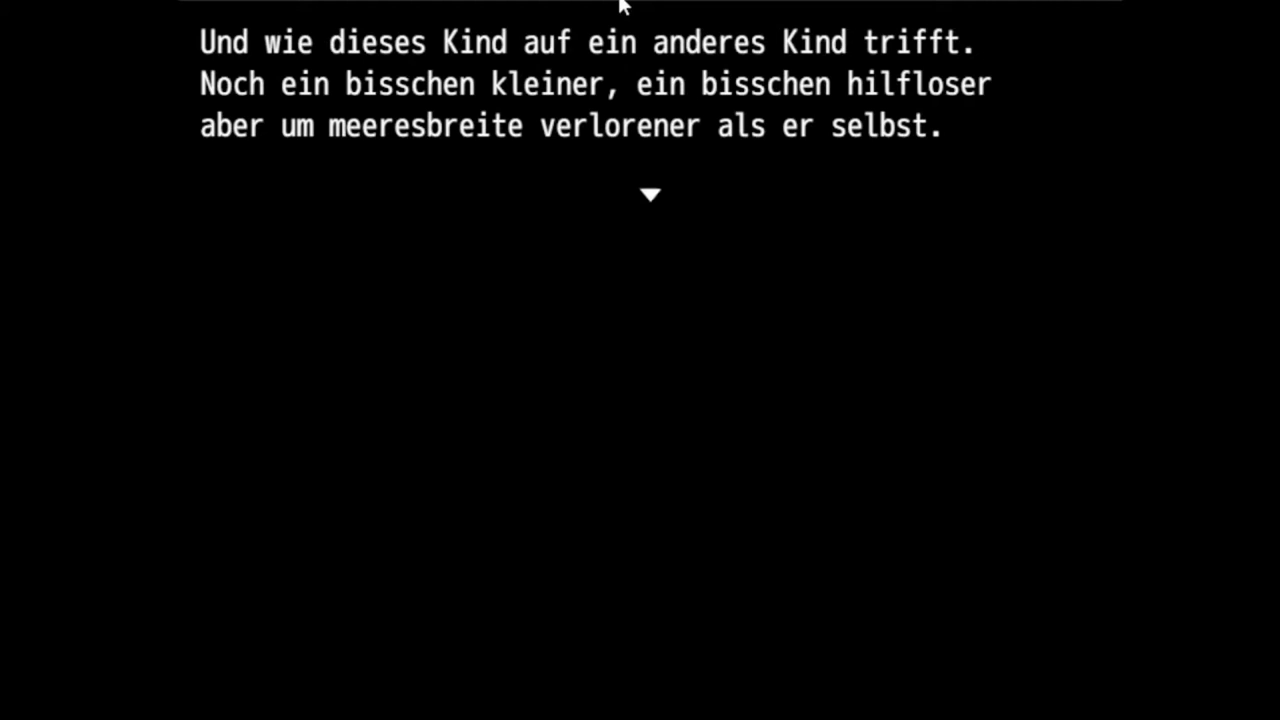 Und wie dieses Kind auf ein anderes Kind trifft.
Noch ein bisschen kleiner, ein bisschen hilfloser
aber um meeresbreite verlorener als er selbst.